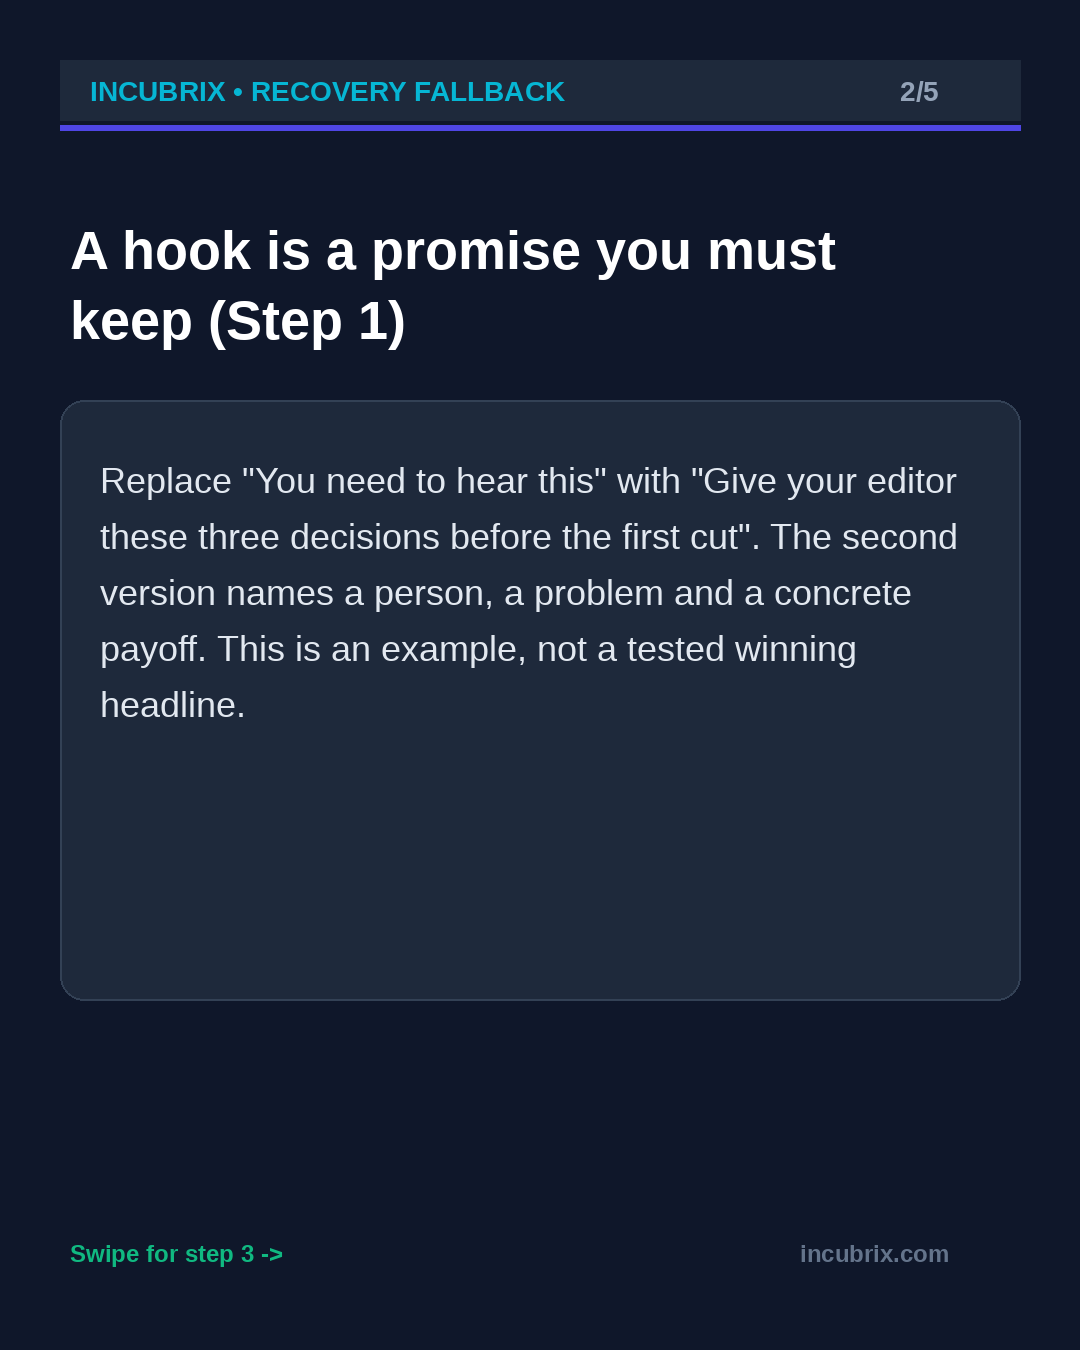 INCUBRIX • RECOVERY FALLBACK 2/5
A hook is a promise you must
keep (Step 1)
Replace "You need to hear this" with "Give your editor
these three decisions before the first cut". The second
version names a person, a problem and a concrete
payoff. This is an example, not a tested winning
headline.
Swipe for step 3 -> incubrix.com